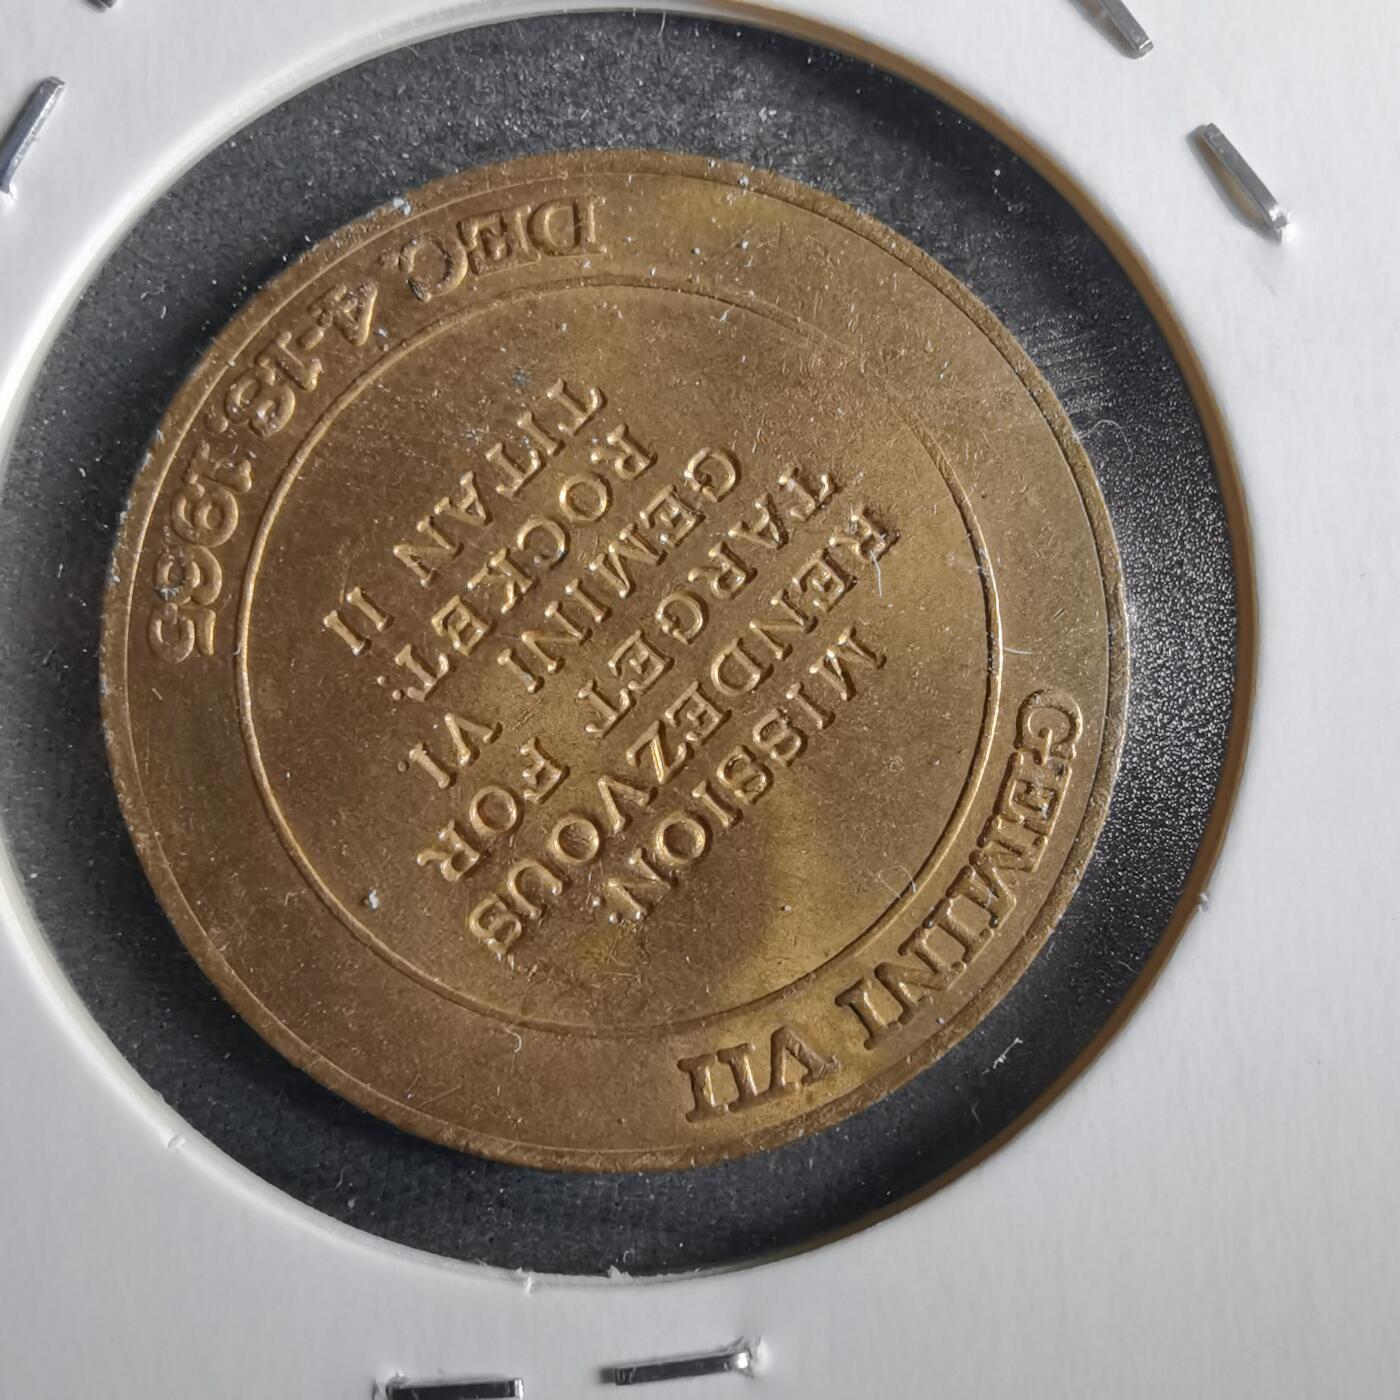 GEMINI VII
MISSION:
RENDEZVOUS
TARGET FOR
GEMINI VI.
ROCKET:
TITAN II
DEC. 4-18, 1965